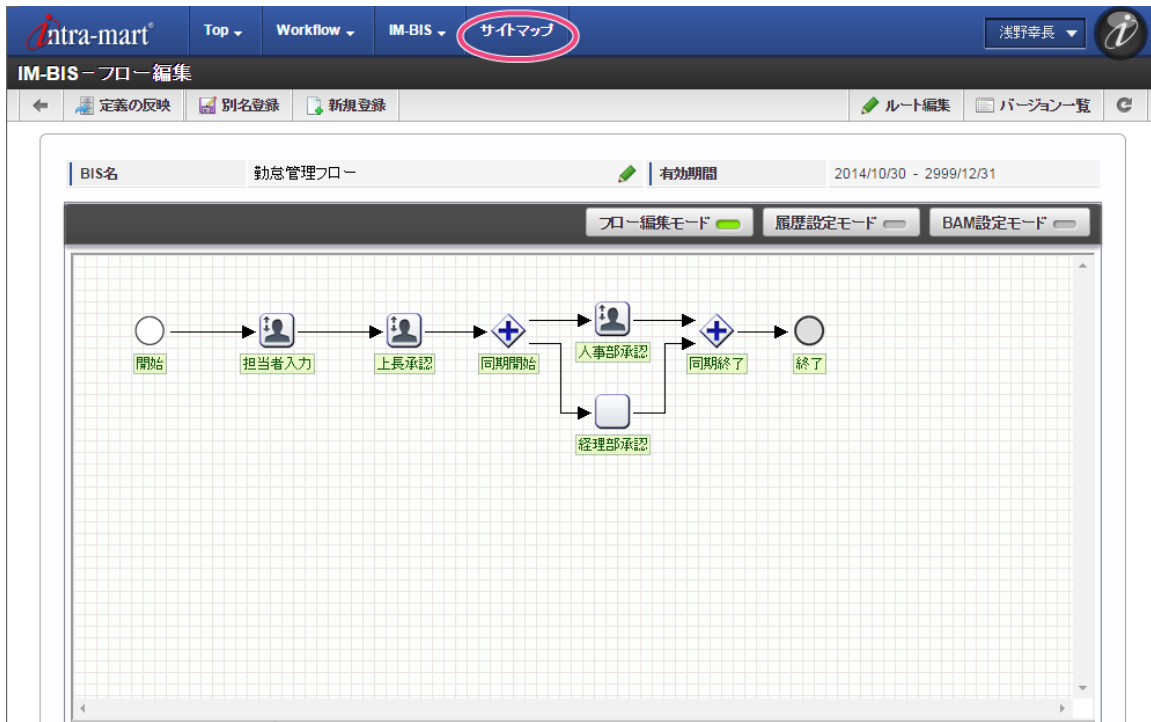 intra-mart® Top Workflow IM-BIS サイトマップ 浅野幸長
IM-BIS－フロー編集
定義の反映 別名登録 新規登録 ルート編集 バージョン一覧
BIS名 勤怠管理フロー 有効期間 2014/10/30 - 2999/12/31
フロー編集モード 履歴設定モード BAM設定モード
開始 担当者入力 上長承認 同期開始 人事部承認 同期終了 終了
経理部承認